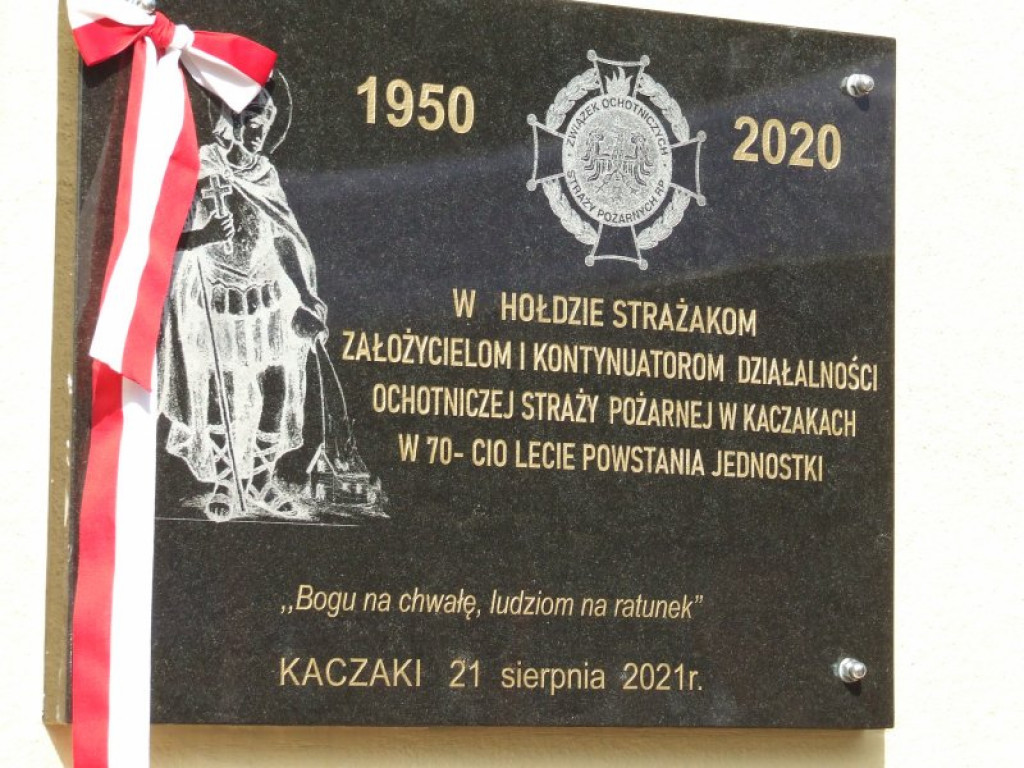 1950
2020
ZWIĄZEK OCHOTNICZYCH
STRAŻY POŻARNYCH RP
W HOŁDZIE STRAŻAKOM
ZAŁOŻYCIELOM I KONTYNUATOROM DZIAŁALNOŚCI
OCHOTNICZEJ STRAŻY POŻARNEJ W KACZAKACH
W 70- CIO LECIE POWSTANIA JEDNOSTKI
,,Bogu na chwałę, ludziom na ratunek"
KACZAKI 21 sierpnia 2021r.